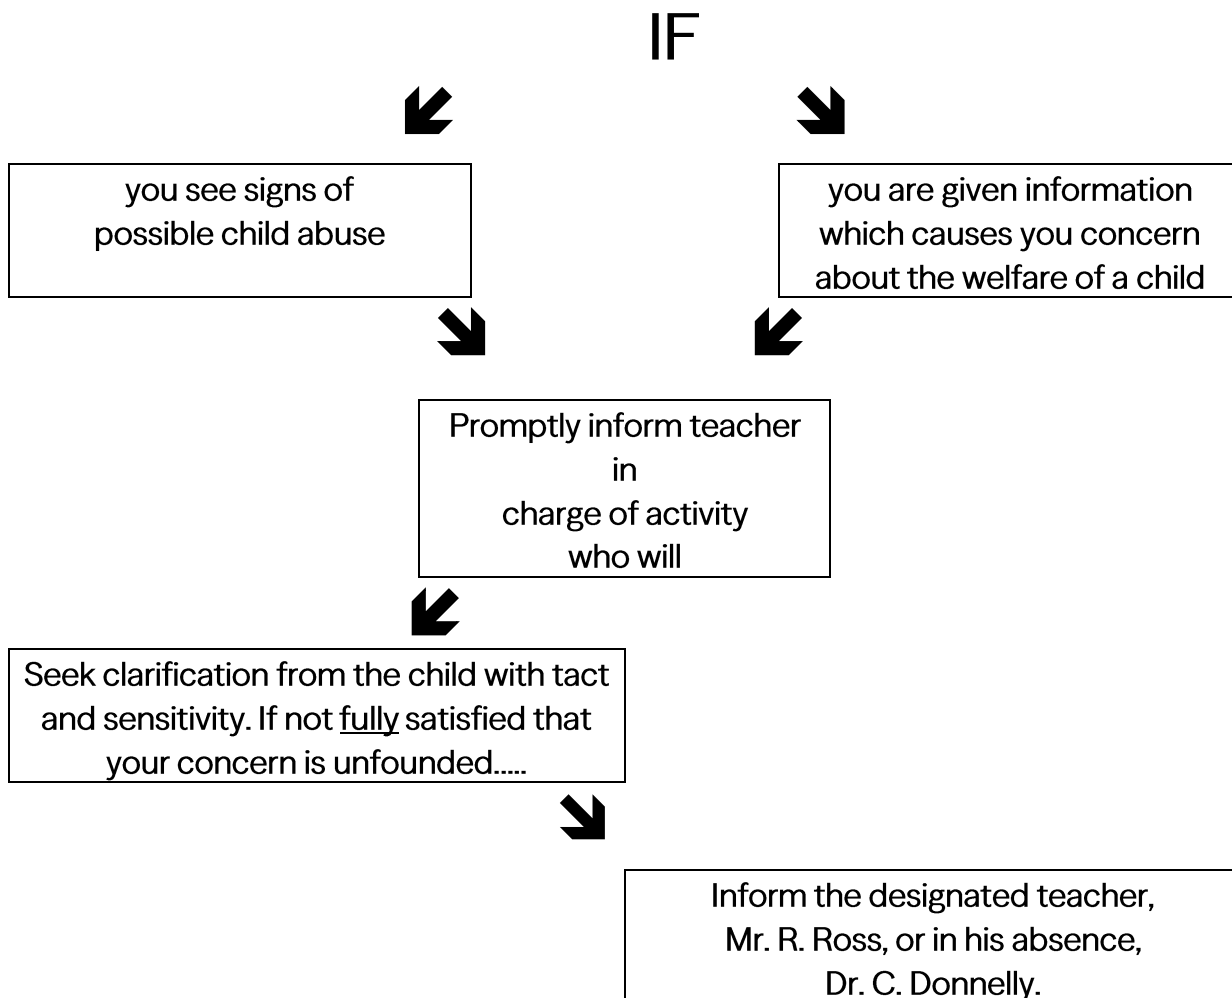 IF
you see signs of
possible child abuse
you are given information
which causes you concern
about the welfare of a child
Promptly inform teacher
in
charge of activity
who will
Seek clarification from the child with tact
and sensitivity. If not fully satisfied that
your concern is unfounded.....
Inform the designated teacher,
Mr. R. Ross, or in his absence,
Dr. C. Donnelly.